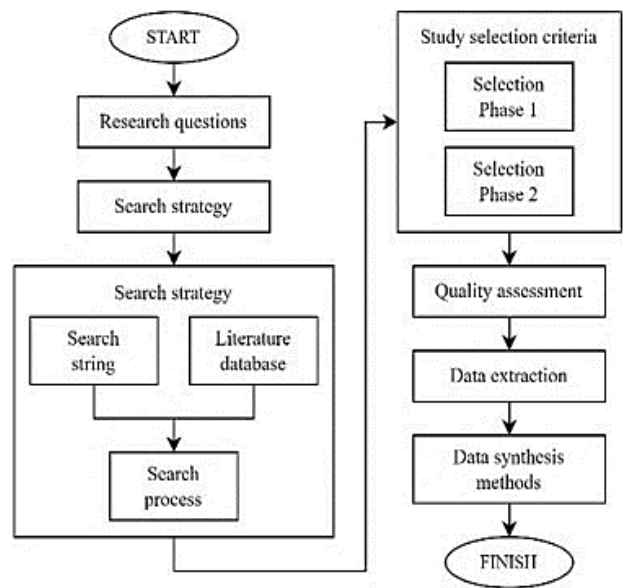 START
Research questions
Search strategy
Search strategy
Search
string
Literature
database
Search
process
Study selection criteria
Selection
Phase 1
Selection
Phase 2
Quality assessment
Data extraction
Data synthesis
methods
FINISH